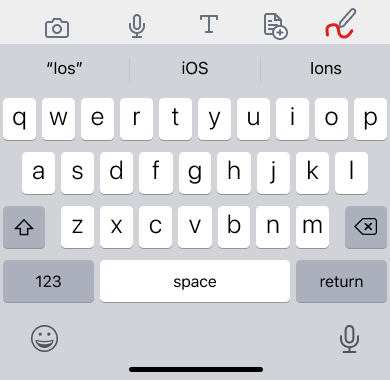 T
“Ios” iOS Ions
q w e r t y u i o p
a s d f g h j k l
z x c v b n m
123 space return